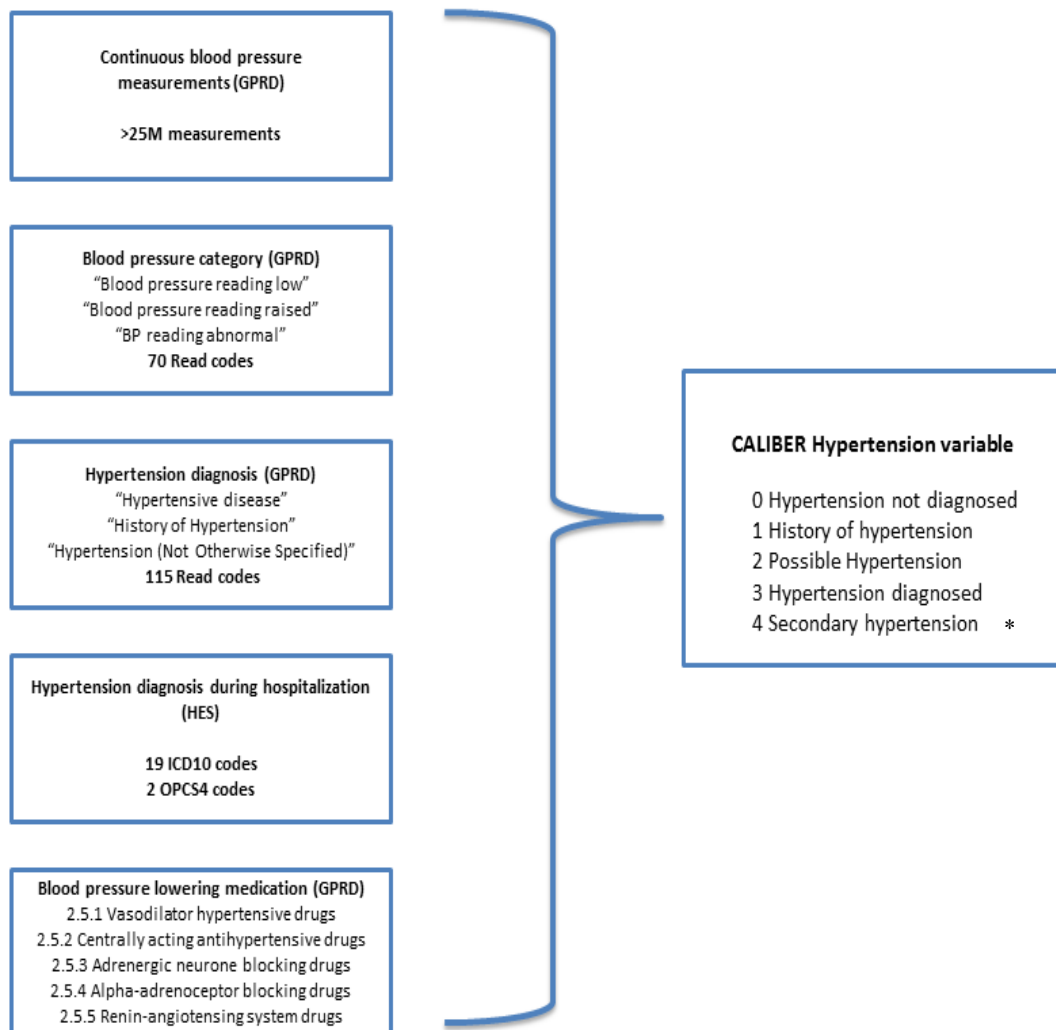 Continuous blood pressure
measurements (GPRD)
>25M measurements
Blood pressure category (GPRD)
“Blood pressure reading low”
“Blood pressure reading raised”
“BP reading abnormal”
70 Read codes
Hypertension diagnosis (GPRD)
“Hypertensive disease”
“History of Hypertension”
“Hypertension (Not Otherwise Specified)”
115 Read codes
Hypertension diagnosis during hospitalization
(HES)
19 ICD10 codes
2 OPCS4 codes
Blood pressure lowering medication (GPRD)
2.5.1 Vasodilator hypertensive drugs
2.5.2 Centrally acting antihypertensive drugs
2.5.3 Adrenergic neurone blocking drugs
2.5.4 Alpha-adrenoceptor blocking drugs
2.5.5 Renin-angiotensing system drugs
CALIBER Hypertension variable
0 Hypertension not diagnosed
1 History of hypertension
2 Possible Hypertension
3 Hypertension diagnosed
4 Secondary hypertension *